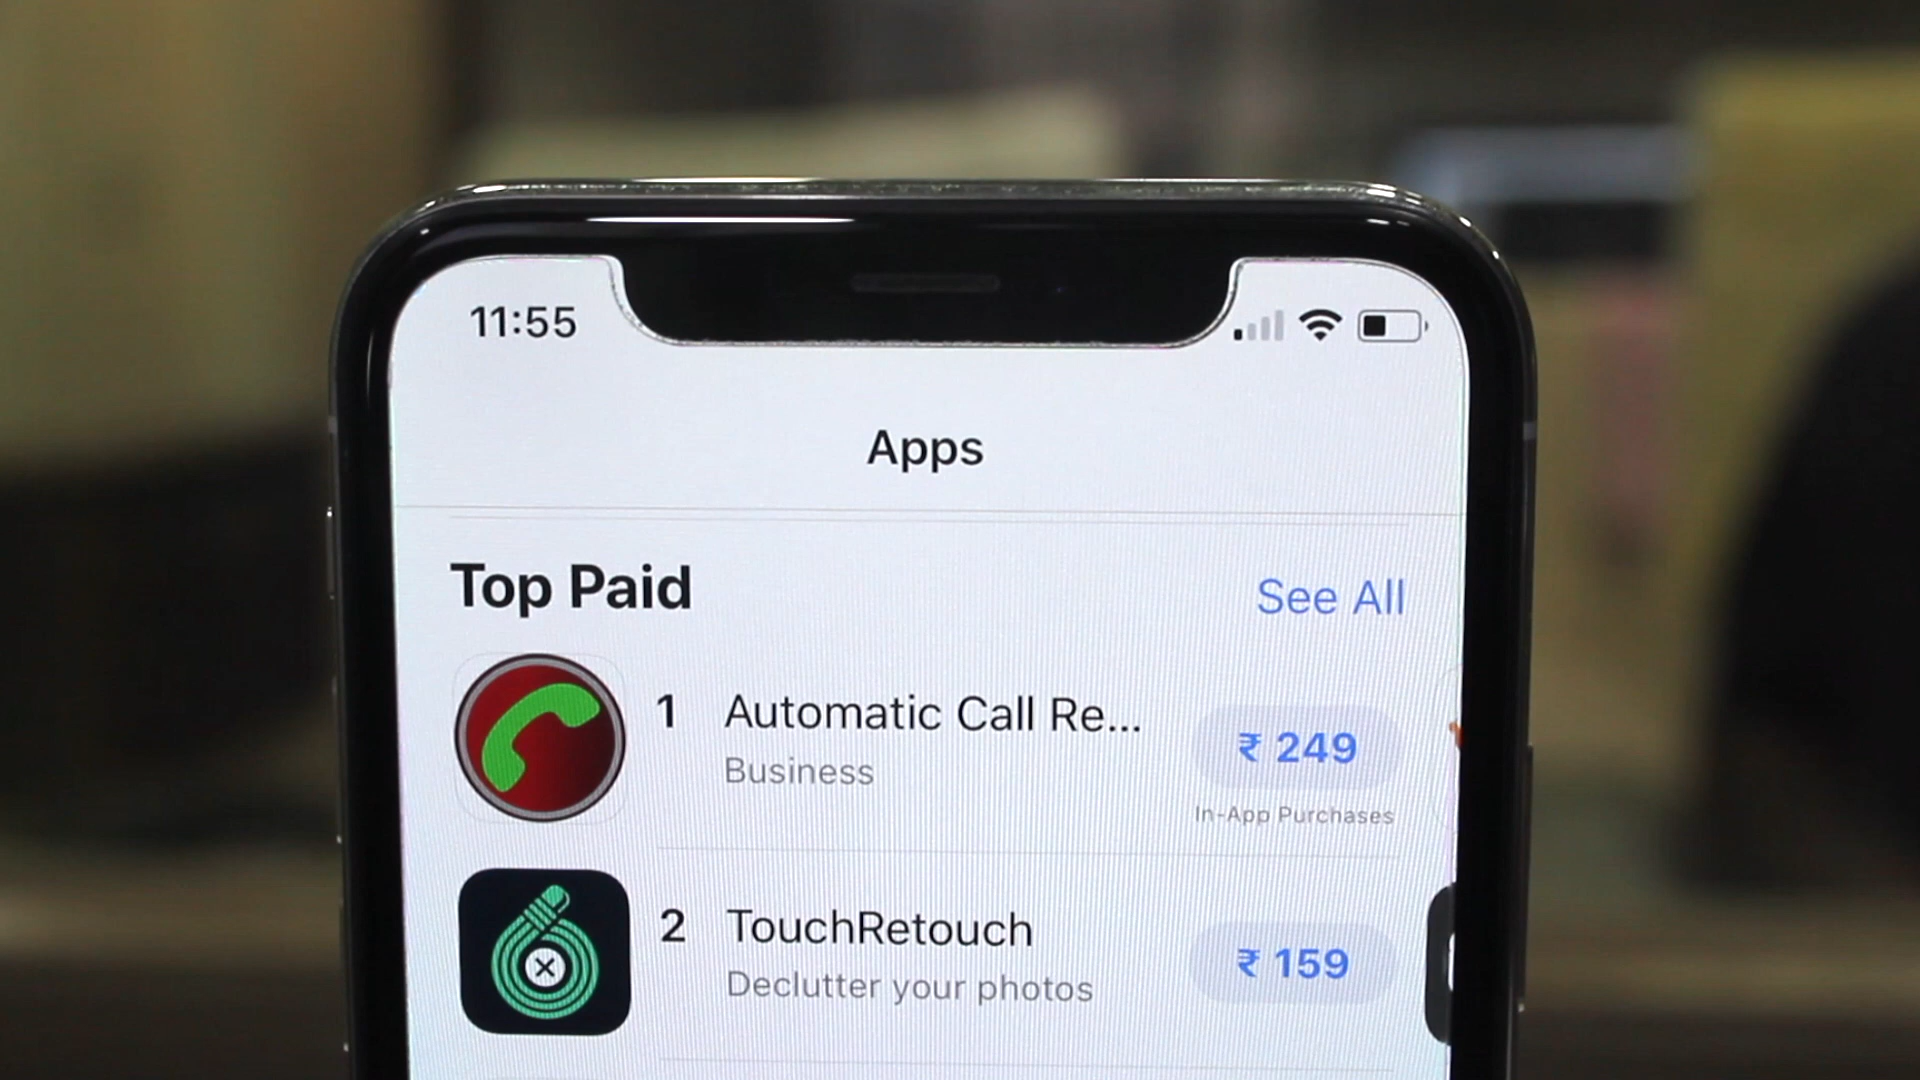 11:55
Apps
Top Paid
See All
1 Automatic Call Re...
Business
₹ 249
In-App Purchases
2 TouchRetouch
Declutter your photos
₹ 159